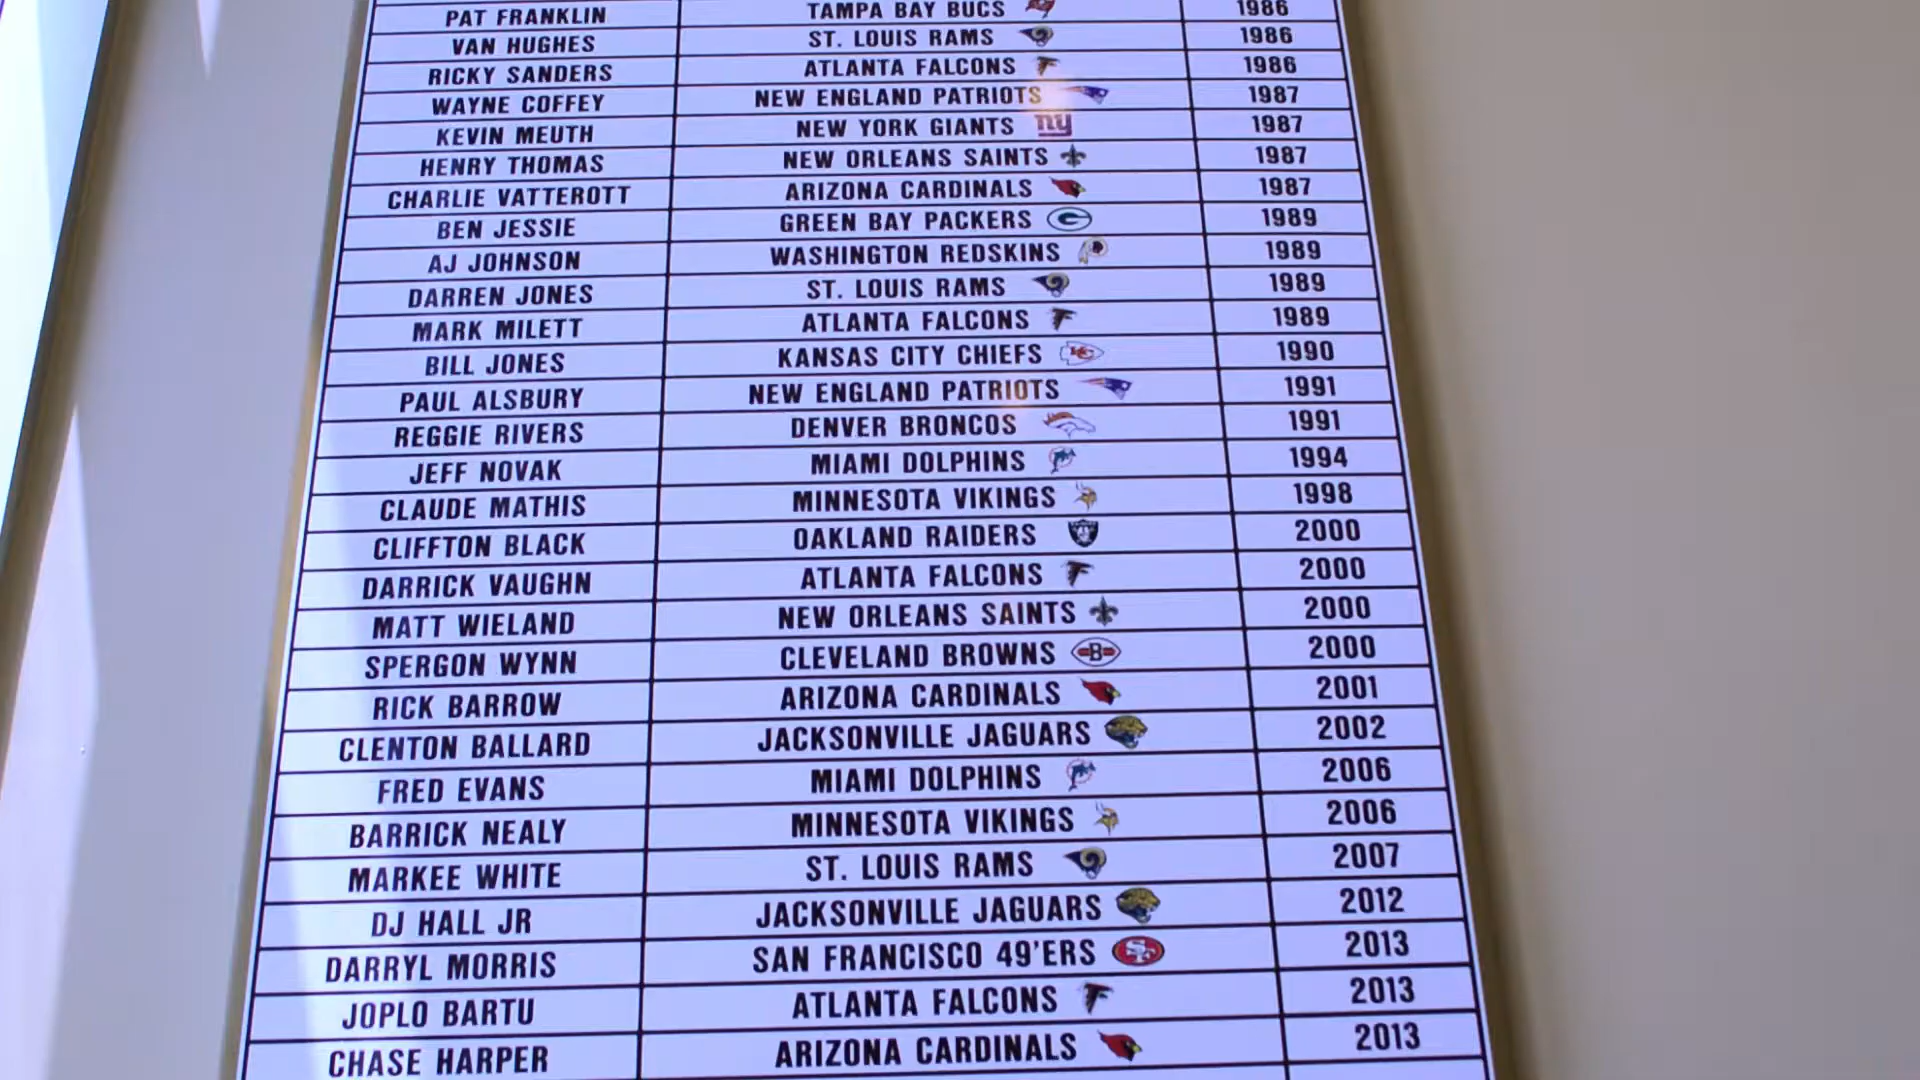 PAT FRANKLIN TAMPA BAY BUCS 1986
VAN HUGHES ST. LOUIS RAMS 1986
RICKY SANDERS ATLANTA FALCONS 1986
WAYNE COFFEY NEW ENGLAND PATRIOTS 1987
KEVIN MEUTH NEW YORK GIANTS ny 1987
HENRY THOMAS NEW ORLEANS SAINTS 1987
CHARLIE VATTEROTT ARIZONA CARDINALS 1987
BEN JESSIE GREEN BAY PACKERS G 1989
AJ JOHNSON WASHINGTON REDSKINS 1989
DARREN JONES ST. LOUIS RAMS 1989
MARK MILETT ATLANTA FALCONS 1989
BILL JONES KANSAS CITY CHIEFS KC 1990
PAUL ALSBURY NEW ENGLAND PATRIOTS 1991
REGGIE RIVERS DENVER BRONCOS 1991
JEFF NOVAK MIAMI DOLPHINS 1994
CLAUDE MATHIS MINNESOTA VIKINGS 1998
CLIFFTON BLACK OAKLAND RAIDERS 2000
DARRICK VAUGHN ATLANTA FALCONS 2000
MATT WIELAND NEW ORLEANS SAINTS 2000
SPERGON WYNN CLEVELAND BROWNS B 2000
RICK BARROW ARIZONA CARDINALS 2001
CLENTON BALLARD JACKSONVILLE JAGUARS 2002
FRED EVANS MIAMI DOLPHINS 2006
BARRICK NEALY MINNESOTA VIKINGS 2006
MARKEE WHITE ST. LOUIS RAMS 2007
DJ HALL JR JACKSONVILLE JAGUARS 2012
DARRYL MORRIS SAN FRANCISCO 49'ERS SF 2013
JOPLO BARTU ATLANTA FALCONS 2013
CHASE HARPER ARIZONA CARDINALS 2013